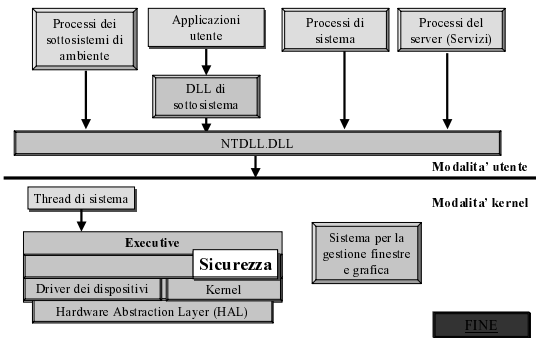 Processi dei
sottosistemi di
ambiente
Applicazioni
utente
Processi di
sistema
Processi del
server (Servizi)
DLL di
sottosistema
NTDLL.DLL
Modalita' utente
Modalita' kernel
Thread di sistema
Executive
Sicurezza
Driver dei dispositivi
Kernel
Hardware Abstraction Layer (HAL)
Sistema per la
gestione finestre
e grafica
FINE